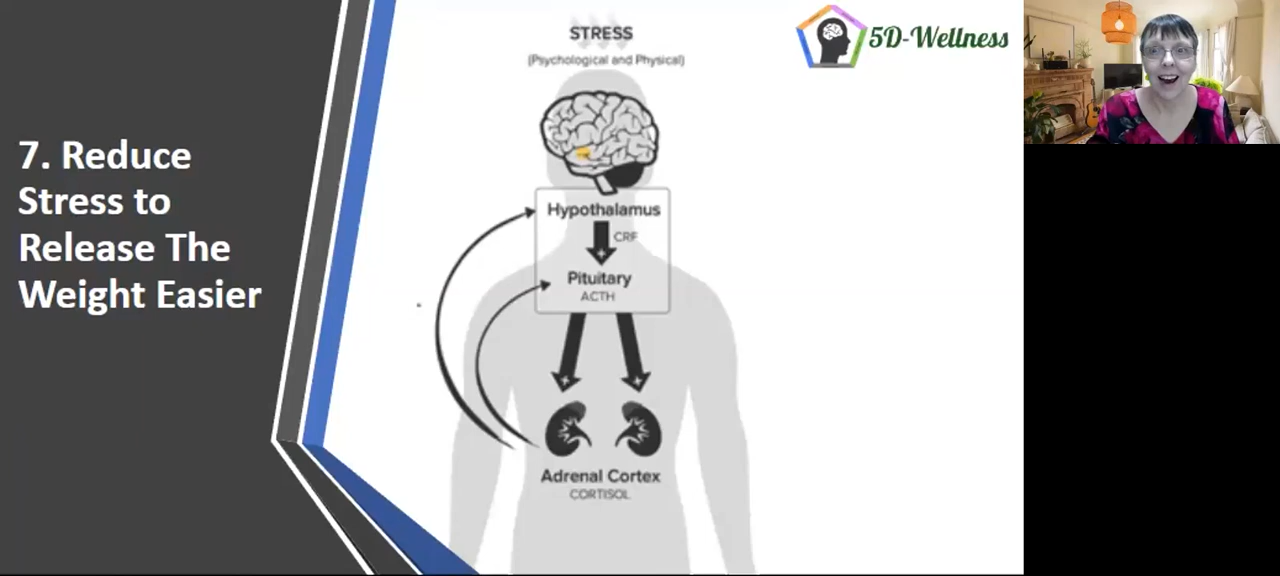 7. Reduce
Stress to
Release The
Weight Easier
STRESS
(Psychological and Physical)
5D-Wellness
Hypothalamus
CRF
Pituitary
ACTH
Adrenal Cortex
CORTISOL